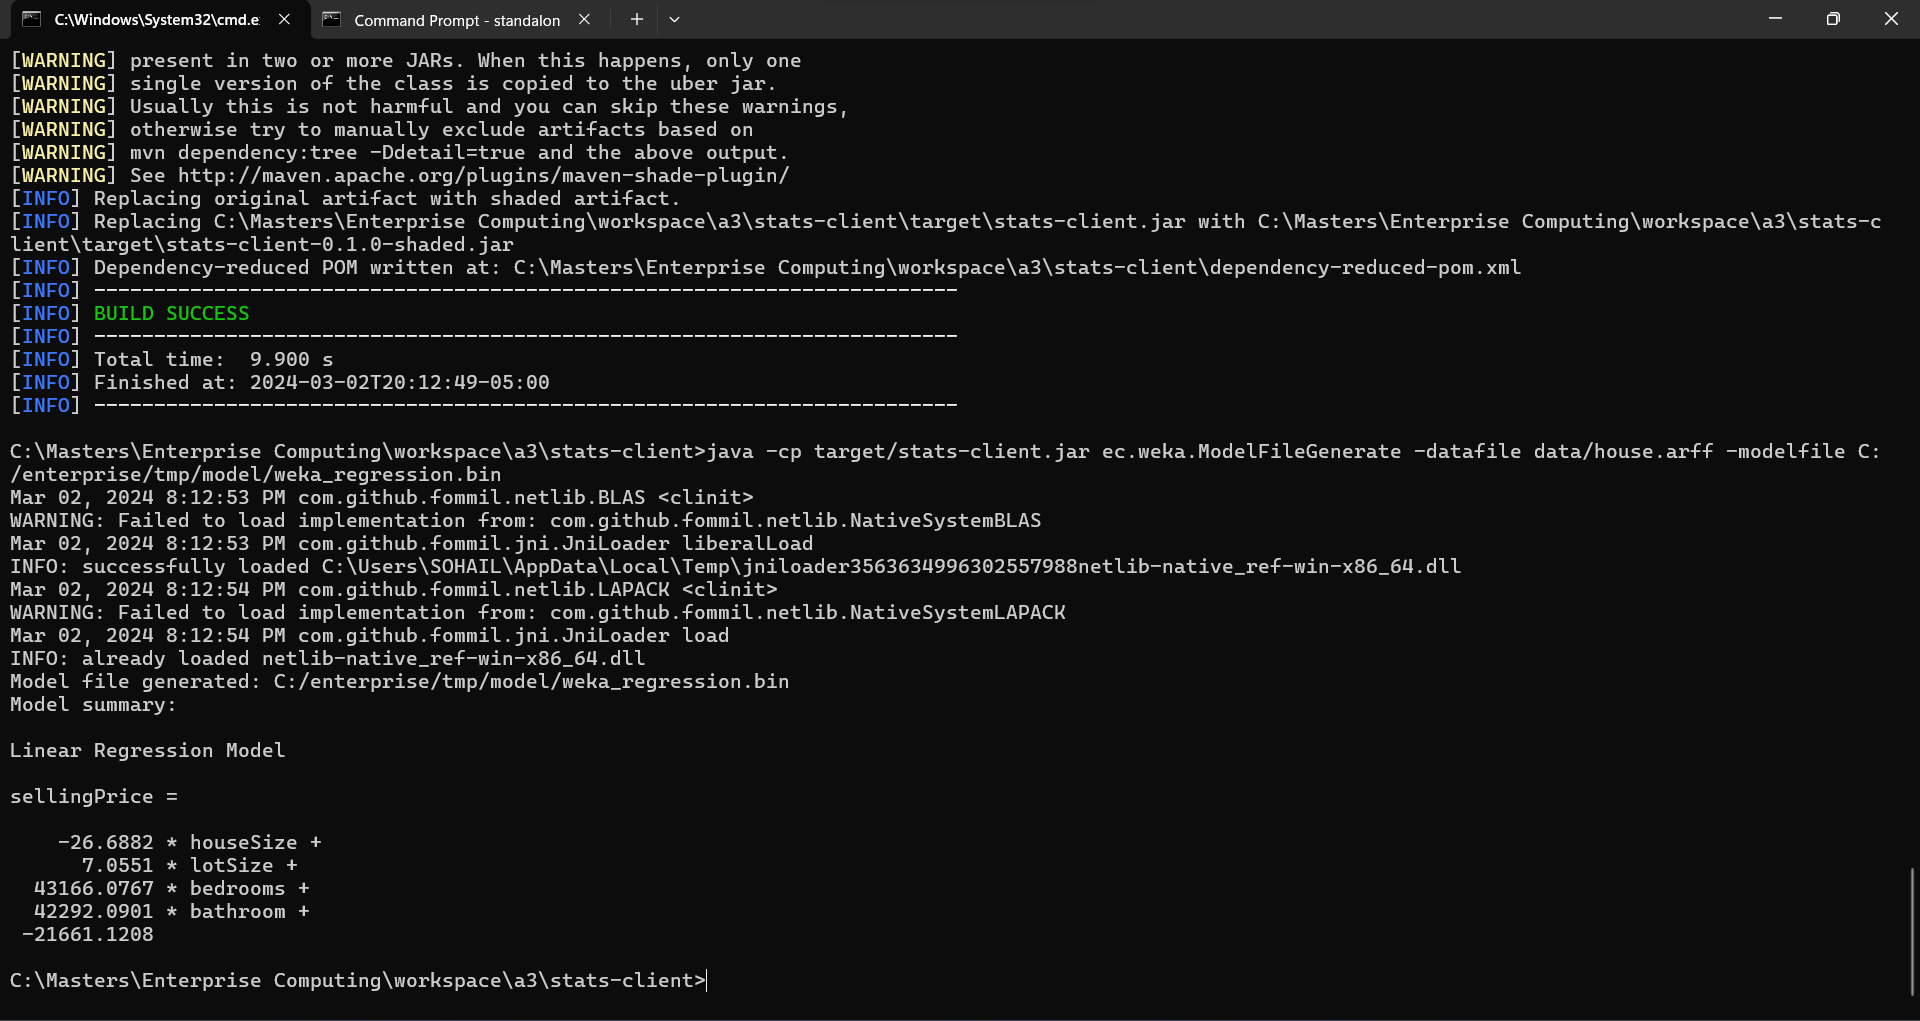 C:\Windows\System32\cmd.e
Command Prompt - standalon
[WARNING] present in two or more JARs. When this happens, only one
[WARNING] single version of the class is copied to the uber jar.
[WARNING] Usually this is not harmful and you can skip these warnings,
[WARNING] otherwise try to manually exclude artifacts based on
[WARNING] mvn dependency:tree -Ddetail=true and the above output.
[WARNING] See http://maven.apache.org/plugins/maven-shade-plugin/
[INFO] Replacing original artifact with shaded artifact.
[INFO] Replacing C:\Masters\Enterprise Computing\workspace\a3\stats-client\target\stats-client.jar with C:\Masters\Enterprise Computing\workspace\a3\stats-c
lient\target\stats-client-0.1.0-shaded.jar
[INFO] Dependency-reduced POM written at: C:\Masters\Enterprise Computing\workspace\a3\stats-client\dependency-reduced-pom.xml
[INFO] ------------------------------------------------------------------------
[INFO] BUILD SUCCESS
[INFO] ------------------------------------------------------------------------
[INFO] Total time:  9.900 s
[INFO] Finished at: 2024-03-02T20:12:49-05:00
[INFO] ------------------------------------------------------------------------
C:\Masters\Enterprise Computing\workspace\a3\stats-client>java -cp target/stats-client.jar ec.weka.ModelFileGenerate -datafile data/house.arff -modelfile C:
/enterprise/tmp/model/weka_regression.bin
Mar 02, 2024 8:12:53 PM com.github.fommil.netlib.BLAS <clinit>
WARNING: Failed to load implementation from: com.github.fommil.netlib.NativeSystemBLAS
Mar 02, 2024 8:12:53 PM com.github.fommil.jni.JniLoader liberalLoad
INFO: successfully loaded C:\Users\SOHAIL\AppData\Local\Temp\jniloader3563634996302557988netlib-native_ref-win-x86_64.dll
Mar 02, 2024 8:12:54 PM com.github.fommil.netlib.LAPACK <clinit>
WARNING: Failed to load implementation from: com.github.fommil.netlib.NativeSystemLAPACK
Mar 02, 2024 8:12:54 PM com.github.fommil.jni.JniLoader load
INFO: already loaded netlib-native_ref-win-x86_64.dll
Model file generated: C:/enterprise/tmp/model/weka_regression.bin
Model summary:
Linear Regression Model
sellingPrice =
    -26.6882 * houseSize +
      7.0551 * lotSize +
  43166.0767 * bedrooms +
  42292.0901 * bathroom +
 -21661.1208
C:\Masters\Enterprise Computing\workspace\a3\stats-client>